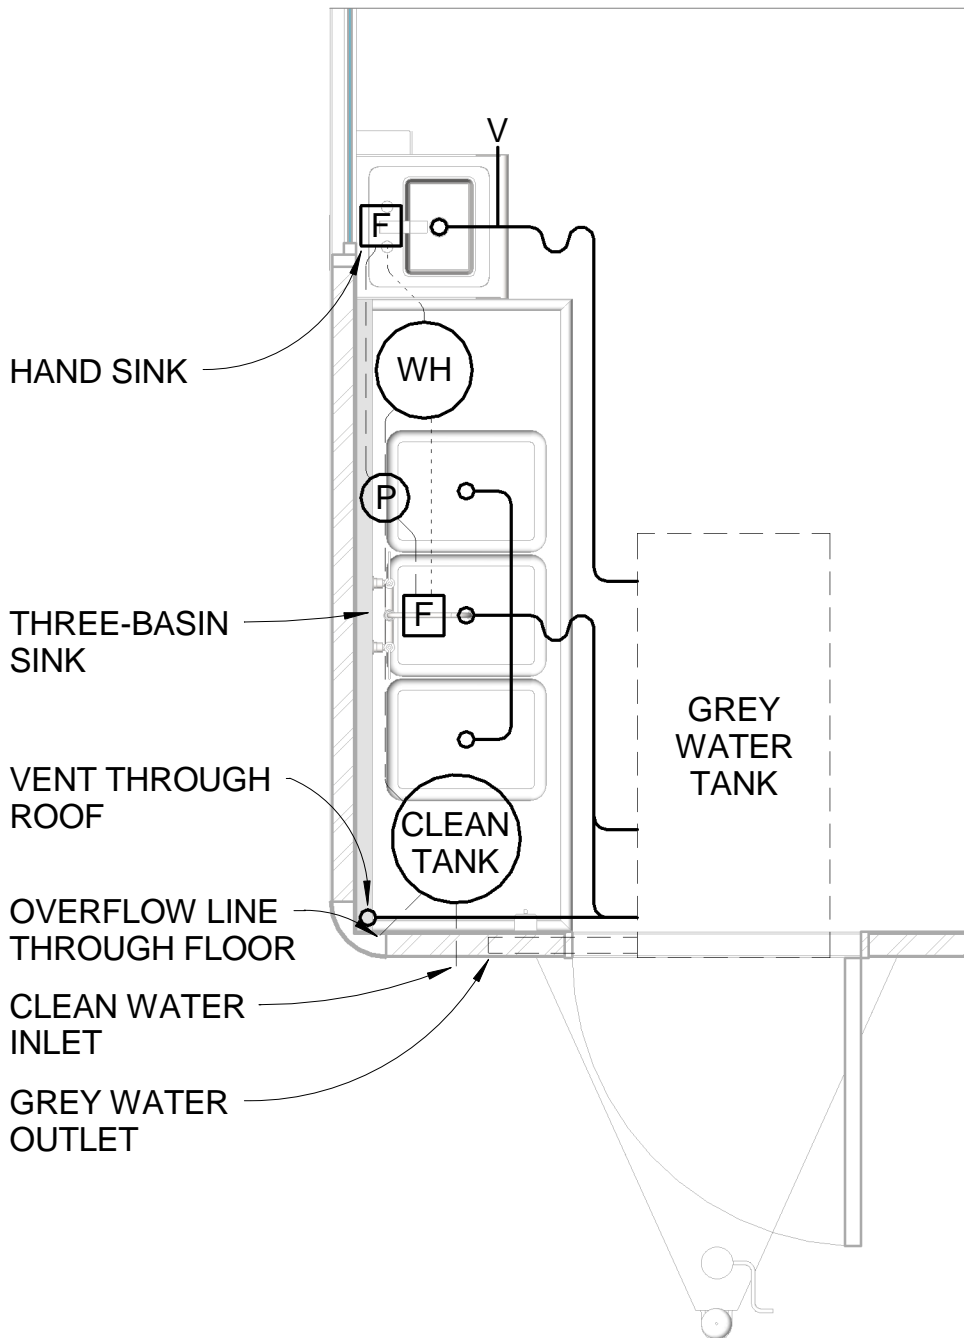 V
F
HAND SINK
WH
P
THREE-BASIN
SINK
F
GREY
WATER
TANK
VENT THROUGH
ROOF
CLEAN
TANK
OVERFLOW LINE
THROUGH FLOOR
CLEAN WATER
INLET
GREY WATER
OUTLET